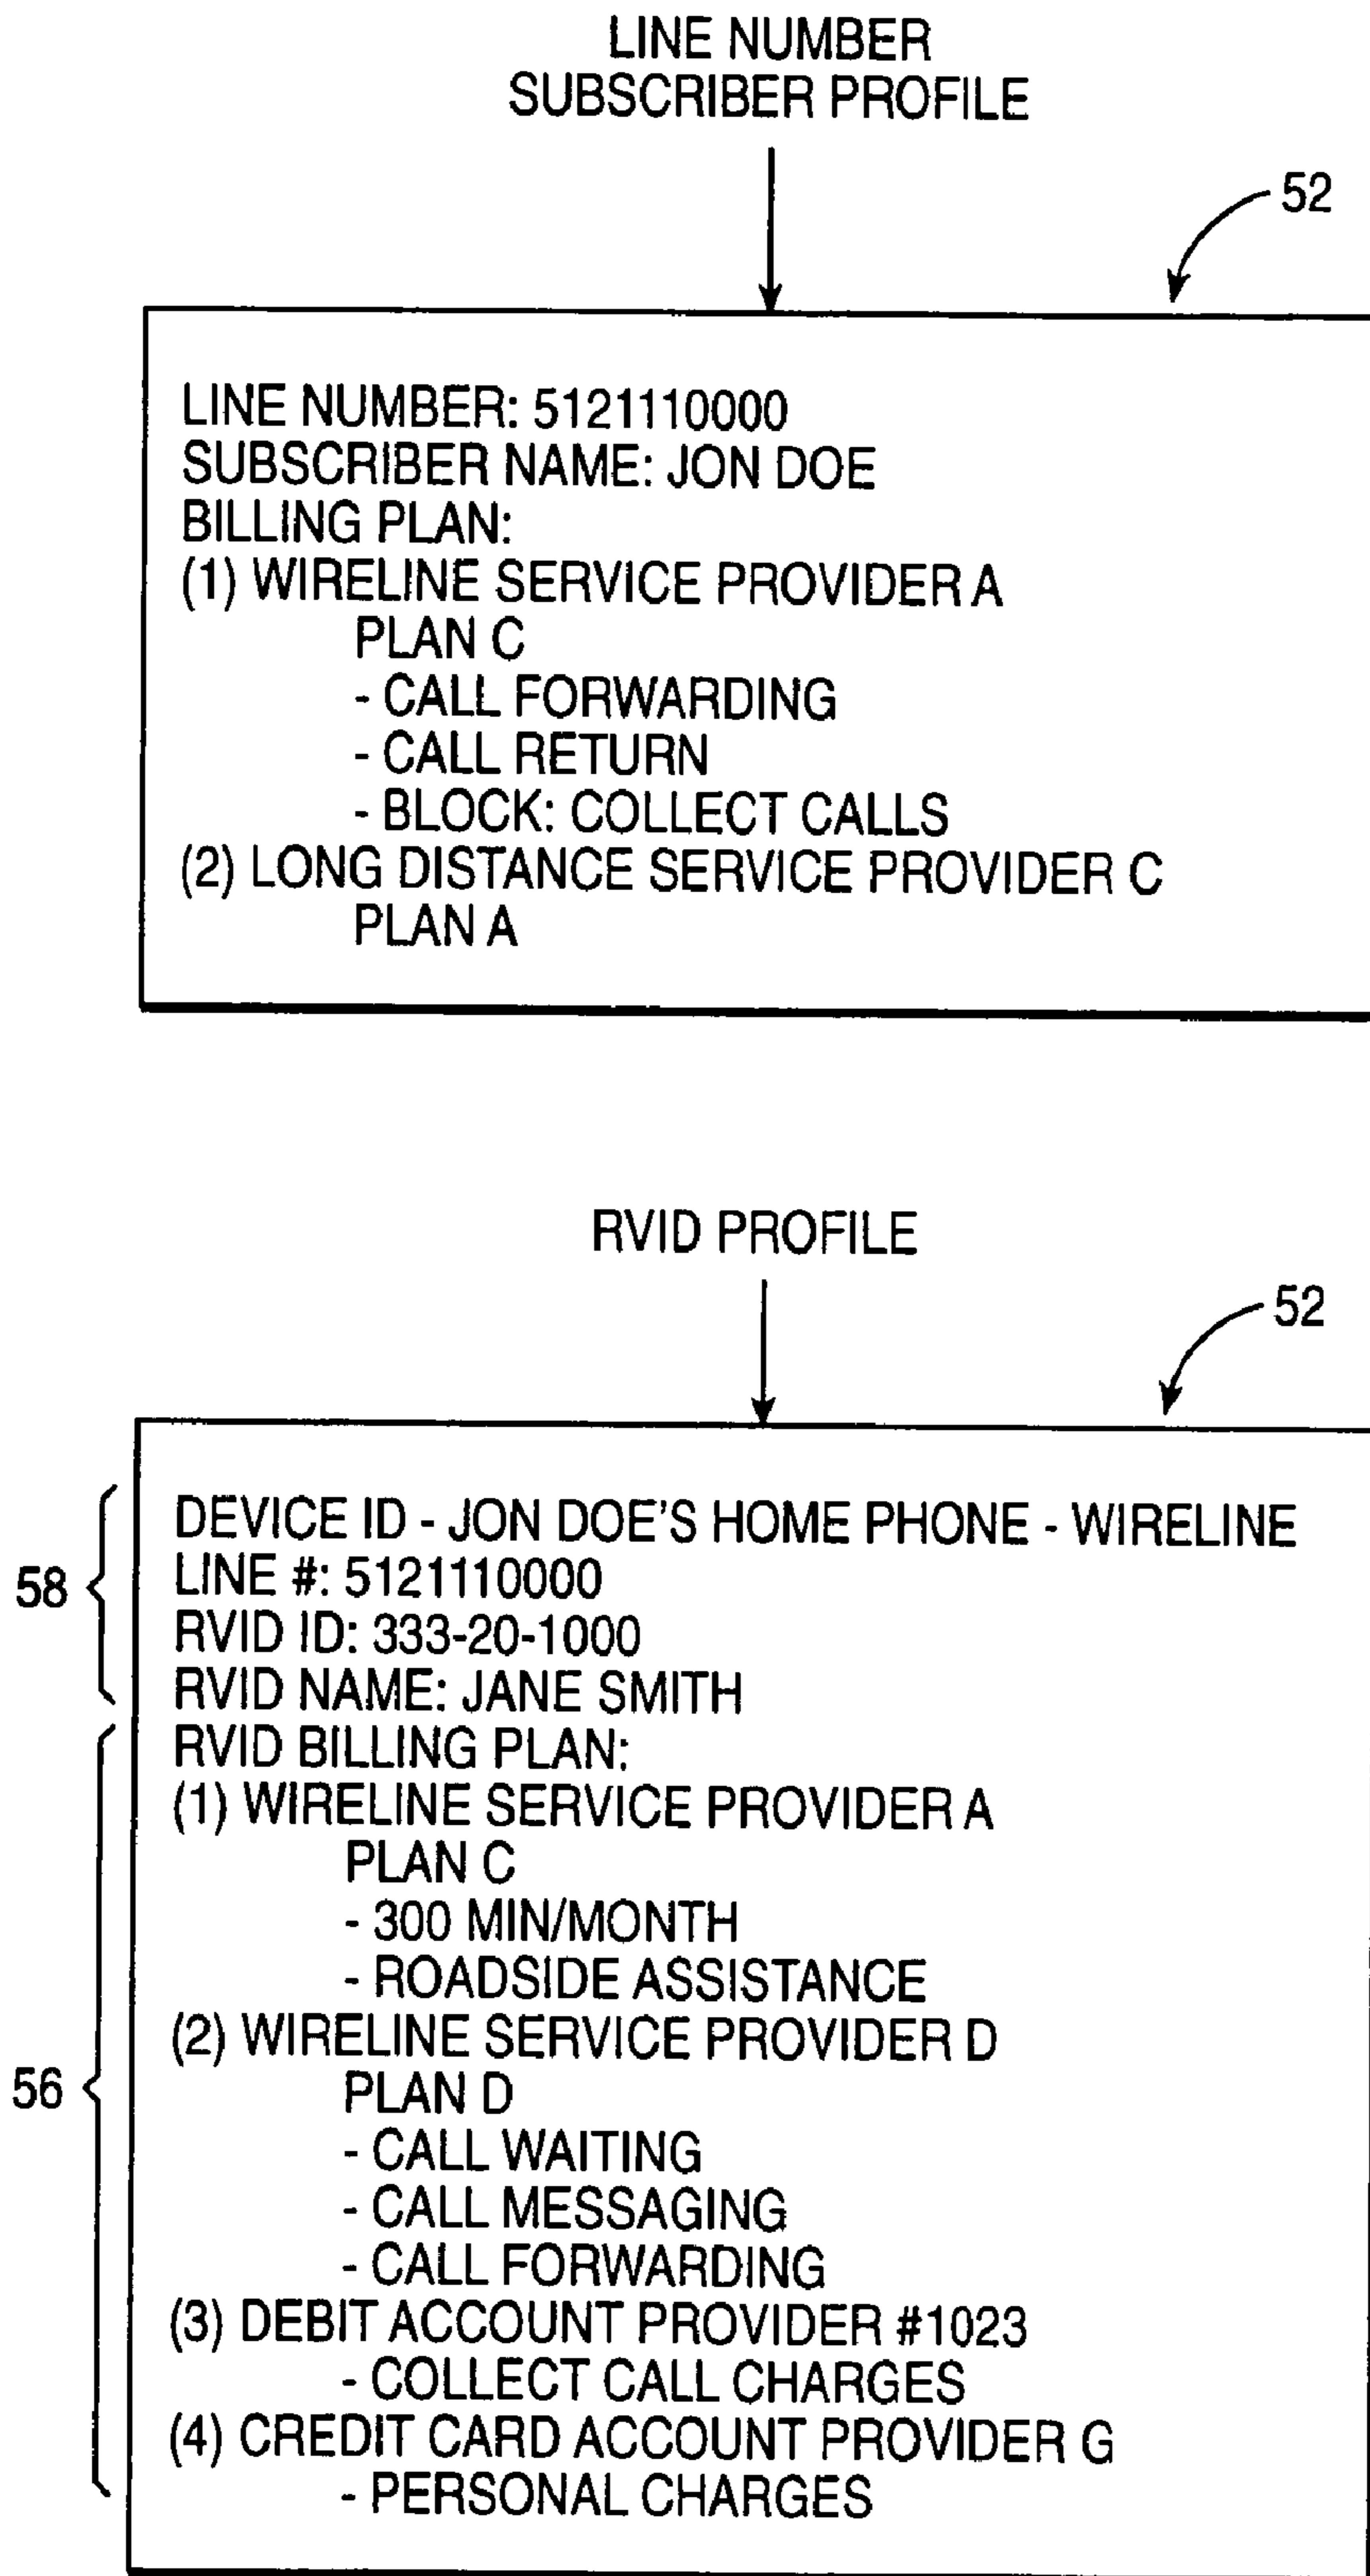 LINE NUMBER
SUBSCRIBER PROFILE
52
LINE NUMBER: 5121110000
SUBSCRIBER NAME: JON DOE
BILLING PLAN:
(1) WIRELINE SERVICE PROVIDER A
PLAN C
- CALL FORWARDING
- CALL RETURN
- BLOCK: COLLECT CALLS
(2) LONG DISTANCE SERVICE PROVIDER C
PLAN A
RVID PROFILE
52
58
DEVICE ID - JON DOE'S HOME PHONE - WIRELINE
LINE #: 5121110000
RVID ID: 333-20-1000
RVID NAME: JANE SMITH
56
RVID BILLING PLAN:
(1) WIRELINE SERVICE PROVIDER A
PLAN C
- 300 MIN/MONTH
- ROADSIDE ASSISTANCE
(2) WIRELINE SERVICE PROVIDER D
PLAN D
- CALL WAITING
- CALL MESSAGING
- CALL FORWARDING
(3) DEBIT ACCOUNT PROVIDER #1023
- COLLECT CALL CHARGES
(4) CREDIT CARD ACCOUNT PROVIDER G
- PERSONAL CHARGES